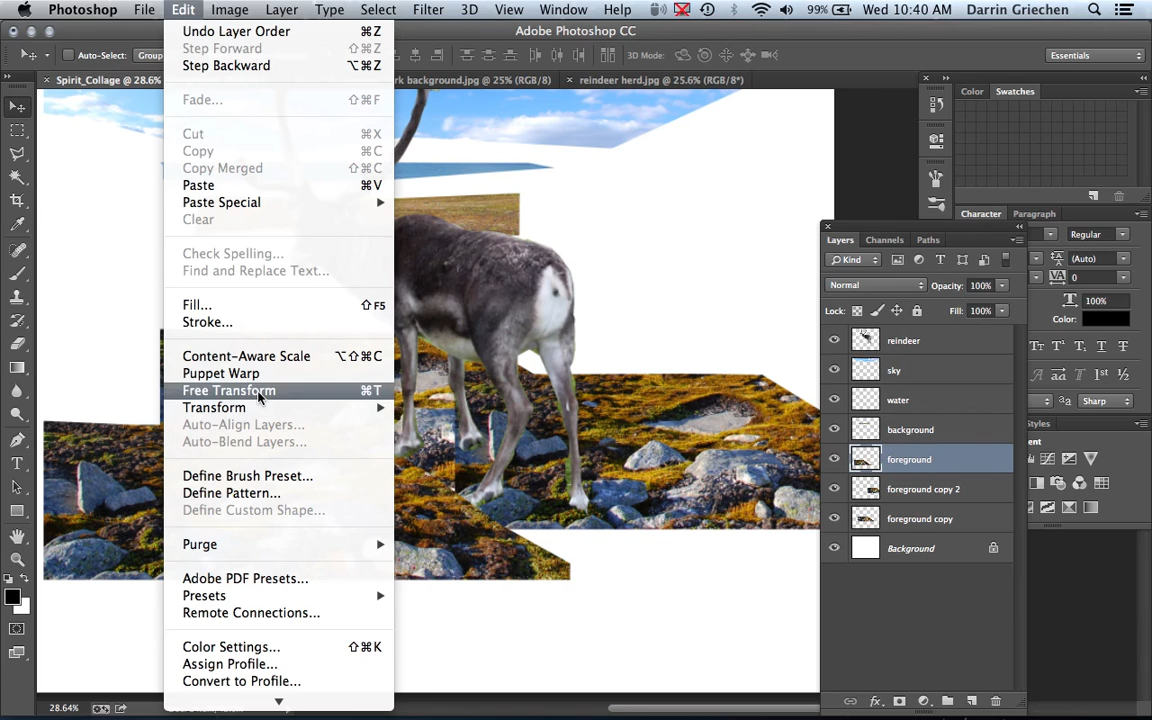 Photoshop File Edit Image Layer Type Select Filter 3D View Window Help 99% Wed 10:40 AM Darrin Griechen
Adobe Photoshop CC
Auto-Select: Group 3D Mode: Essentials
Spirit_Collage @ 28.6% rk background.jpg @ 25% (RGB/8) reindeer herd.jpg @ 25.6% (RGB/8*)
Undo Layer Order ⌘Z
Step Forward ⇧⌘Z
Step Backward ⌥⌘Z
Fade... ⇧⌘F
Cut ⌘X
Copy ⌘C
Copy Merged ⇧⌘C
Paste ⌘V
Paste Special
Clear
Check Spelling...
Find and Replace Text...
Fill... ⇧F5
Stroke...
Content-Aware Scale ⌥⇧⌘C
Puppet Warp
Free Transform ⌘T
Transform
Auto-Align Layers...
Auto-Blend Layers...
Define Brush Preset...
Define Pattern...
Define Custom Shape...
Purge
Adobe PDF Presets...
Presets
Remote Connections...
Color Settings... ⇧⌘K
Assign Profile...
Convert to Profile...
Color Swatches
Character Paragraph
Regular
(Auto)
0
100%
Color:
Sharp
Styles
Layers Channels Paths
Kind
Normal Opacity: 100%
Lock: Fill: 100%
reindeer
sky
water
background
foreground
foreground copy 2
foreground copy
Background
28.64%